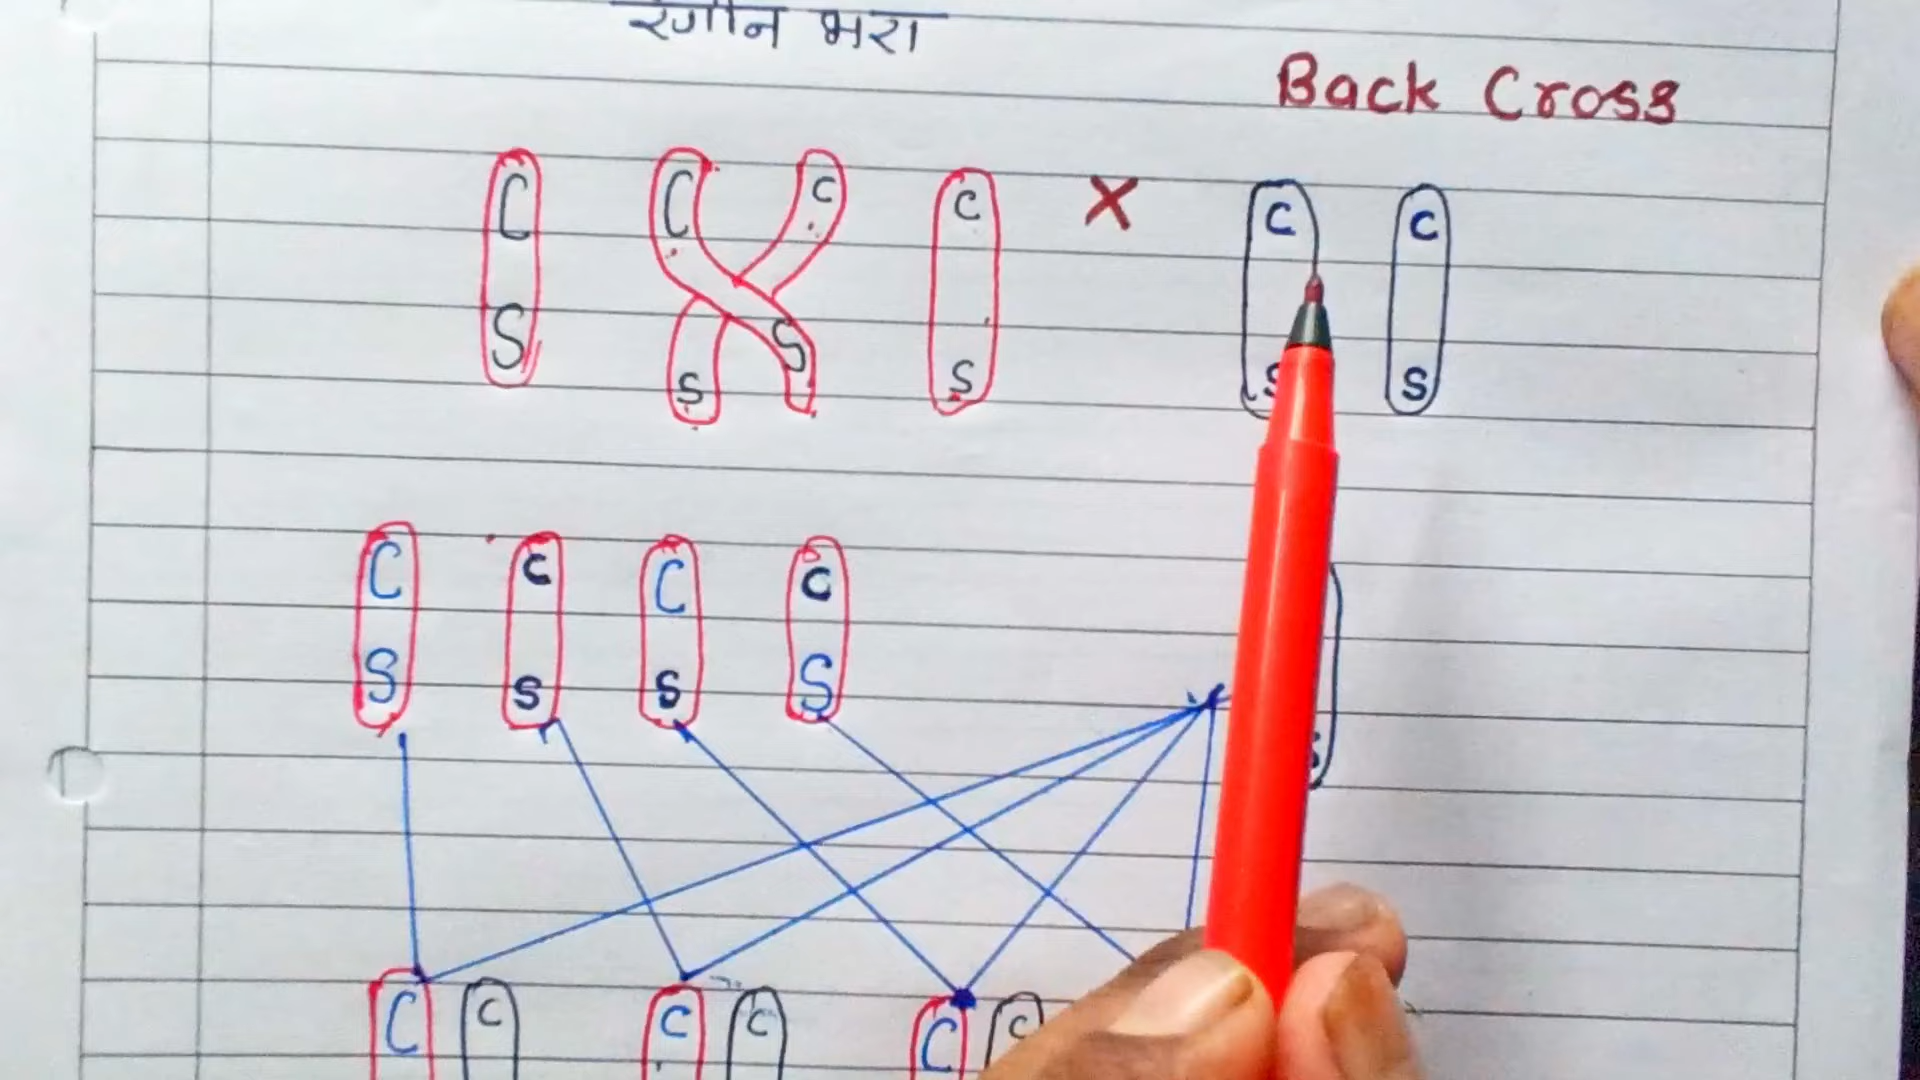 रंगीन भरा
Back Cross
C C c c × c c
S s S s s s
C c C c
S s s S
s
C c c c C c